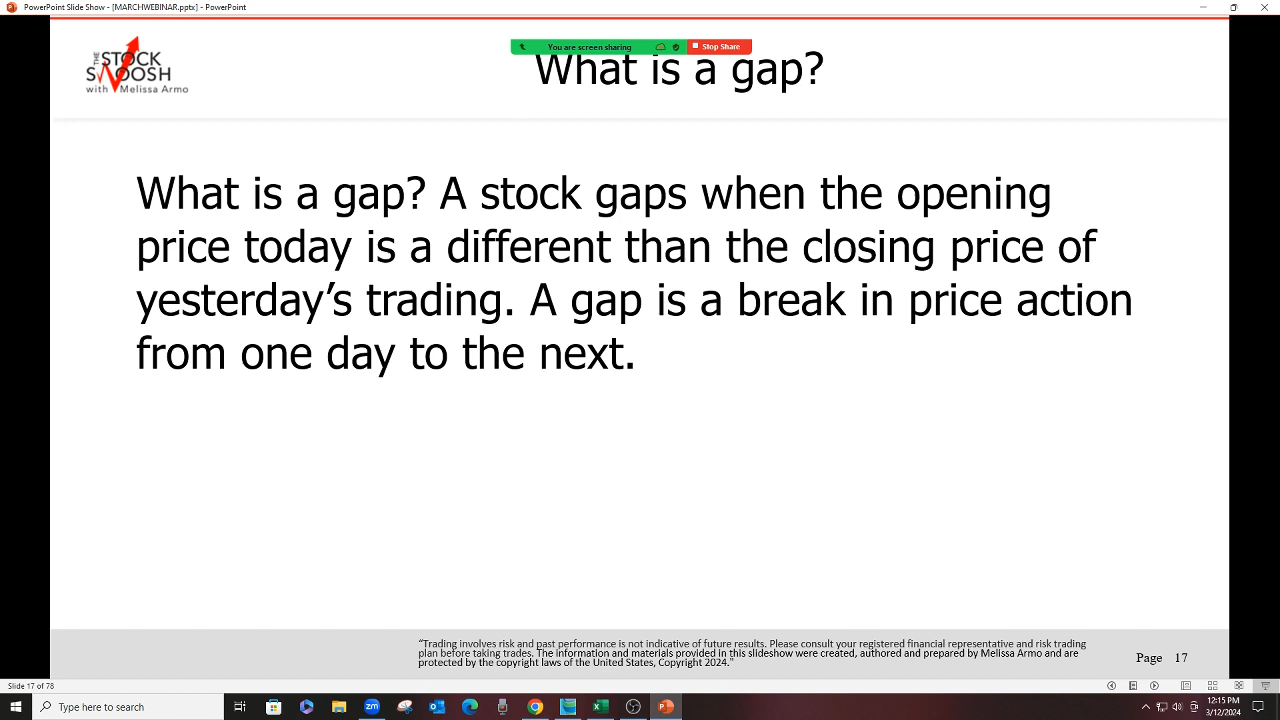 PowerPoint Slide Show - [MARCHWEBINAR.pptx] - PowerPoint
You are screen sharing
Stop Share
THE STOCK
SWOOSH
with Melissa Armo
What is a gap?
What is a gap? A stock gaps when the opening
price today is a different than the closing price of
yesterday’s trading. A gap is a break in price action
from one day to the next.
“Trading involves risk and past performance is not indicative of future results. Please consult your registered financial representative and risk trading
plan before taking trades. The information and materials provided in this slideshow were created, authored and prepared by Melissa Armo and are
protected by the copyright laws of the United States, Copyright 2024.”
Page 17
Slide 17 of 78
Type here to search
12:15 PM
3/12/2024